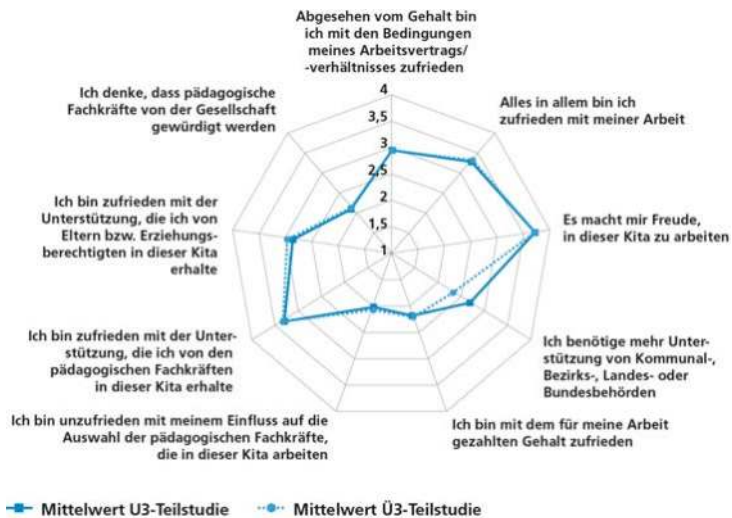 Abgesehen vom Gehalt bin
ich mit den Bedingungen
meines Arbeitsvertrags/
-verhältnisses zufrieden
Alles in allem bin ich
zufrieden mit meiner Arbeit
Es macht mir Freude,
in dieser Kita zu arbeiten
Ich benötige mehr Unter-
stützung von Kommunal-,
Bezirks-, Landes- oder
Bundesbehörden
Ich bin mit dem für meine Arbeit
gezahlten Gehalt zufrieden
Ich bin unzufrieden mit meinem Einfluss auf die
Auswahl der pädagogischen Fachkräfte,
die in dieser Kita arbeiten
Ich bin zufrieden mit der Unter-
stützung, die ich von den
pädagogischen Fachkräften
in dieser Kita erhalte
Ich bin zufrieden mit der
Unterstützung, die ich von
Eltern bzw. Erziehungs-
berechtigten in dieser Kita
erhalte
Ich denke, dass pädagogische
Fachkräfte von der Gesellschaft
gewürdigt werden
4
3,5
3
2,5
2
1,5
1
Mittelwert U3-Teilstudie
Mittelwert Ü3-Teilstudie